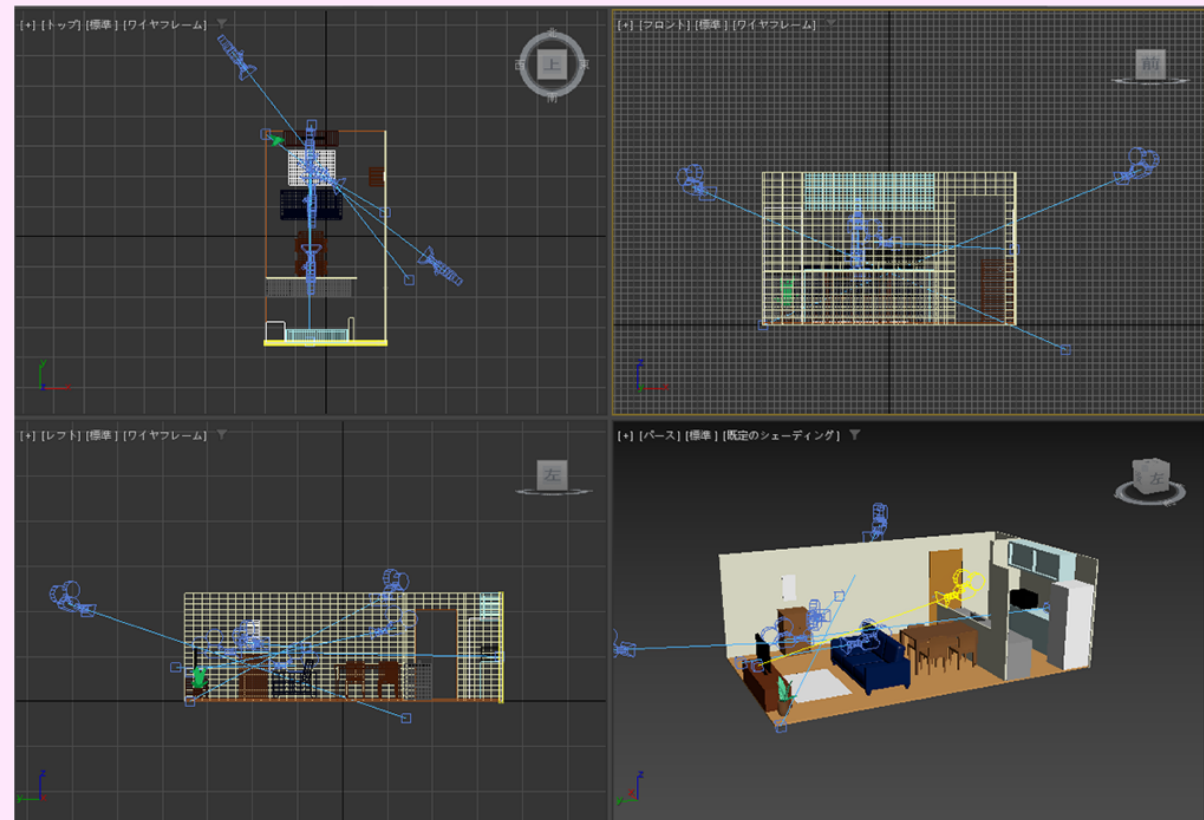 [+] [トップ] [標準 ] [ワイヤフレーム]
上
南
y
[+] [フロント] [標準 ] [ワイヤフレーム]
前
z
[+] [レフト] [標準 ] [ワイヤフレーム]
左
z
y
[+] [パース] [標準 ] [既定のシェーディング]
左
z
y